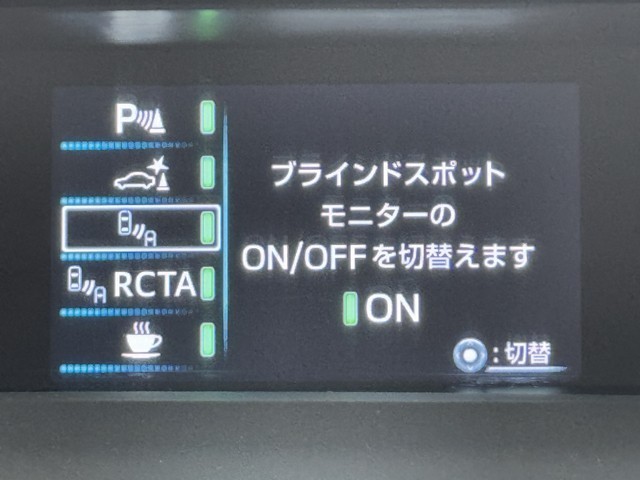 P
RCTA
ブラインドスポット
モニターの
ON/OFFを切替えます
ON
:切替